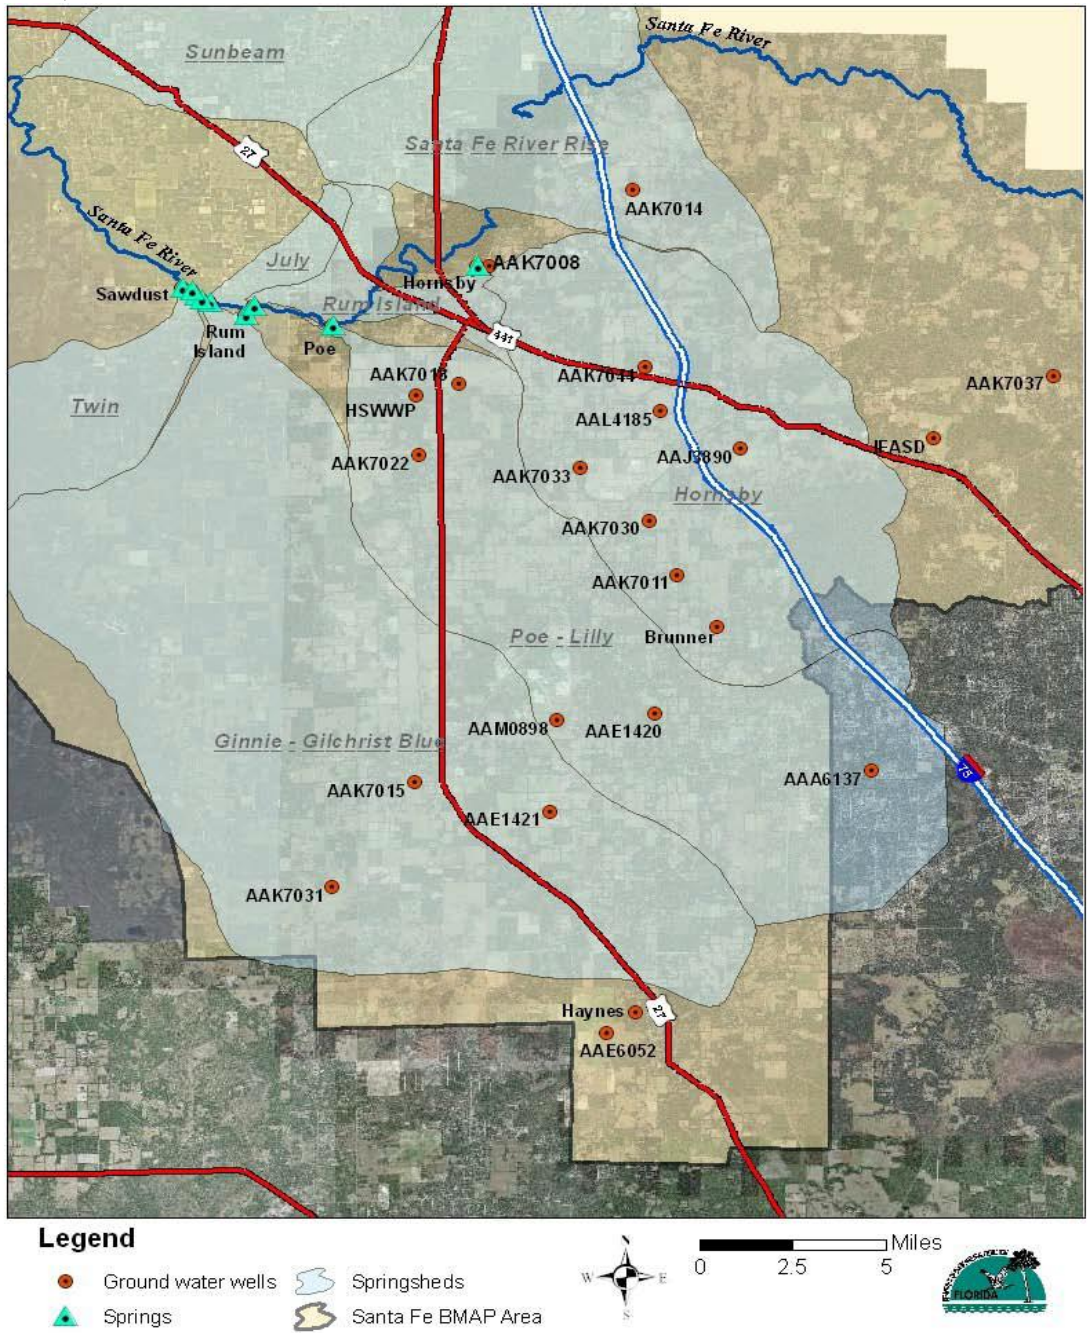 Sunbeam
Santa Fe River
Santa Fe River Rise
27
AAK7014
Santa Fe River
July
AAK7008
Hornsby
Sawdust
Rum Island
Rum
Island
Poe
441
AAK7013
AAK7044
AAK7037
HSWWP
Twin
AAL4185
IFASD
AAK7022
AAJ3890
AAK7033
Hornsby
AAK7030
AAK7011
Poe - Lilly
Brunner
AAM0898
AAE1420
Ginnie - Gilchrist Blue
75
AAA6137
AAK7015
AAE1421
AAK7031
Haynes
27
AAE6052
Legend
Ground water wells
Springsheds
Springs
Santa Fe BMAP Area
N
W
E
S
Miles
0
2.5
5
FLORIDA